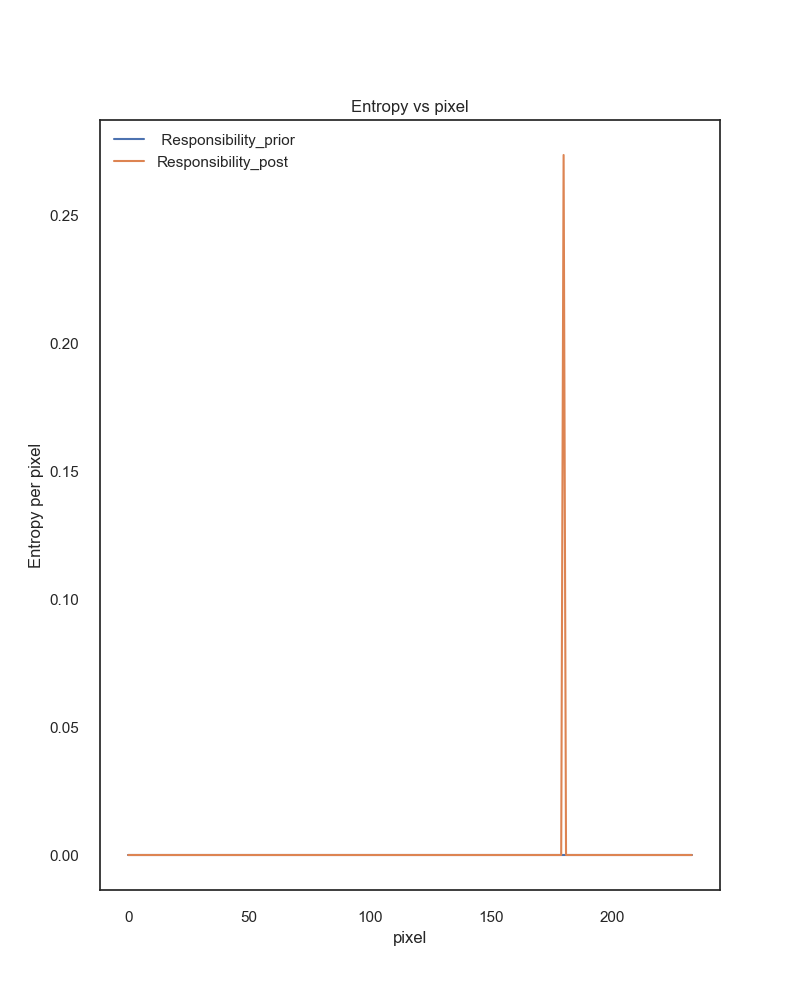 Entropy vs pixel
Responsibility_prior
Responsibility_post
0.25
0.20
0.15
0.10
0.05
0.00
Entropy per pixel
0 50 100 150 200
pixel